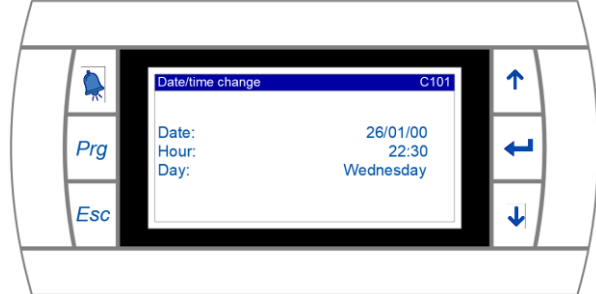 Date/time change C101
Date: 26/01/00
Hour: 22:30
Day: Wednesday
Prg
Esc